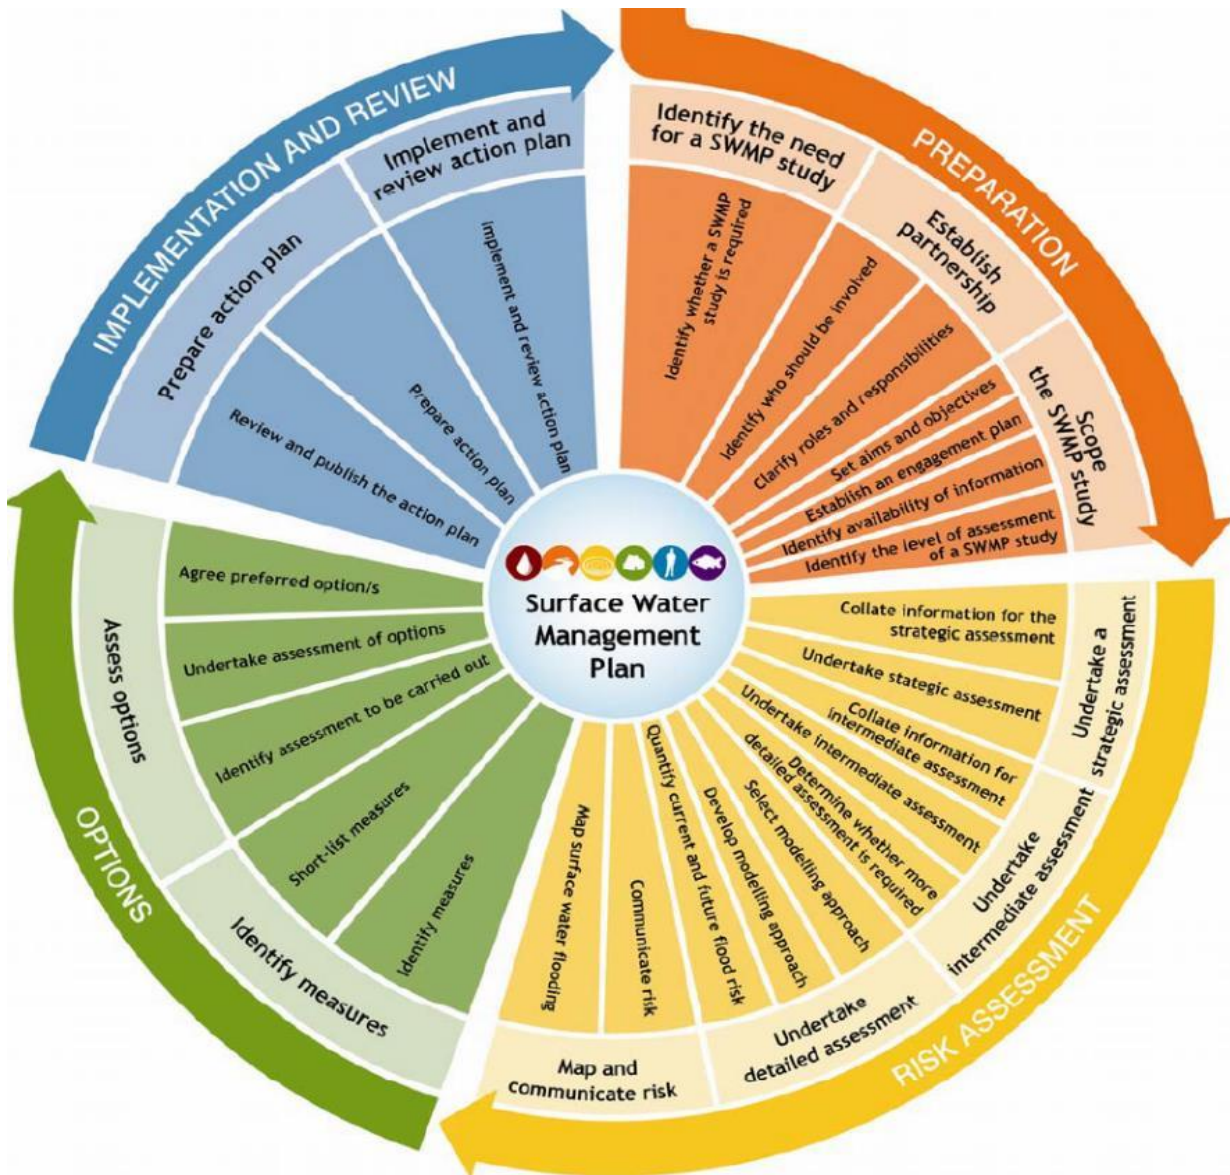 PREPARATION
Identify the need
for a SWMP study
Identify whether a SWMP
study is required
Establish
partnership
Identify who should be involved
Clarify roles and responsibilities
Scope
the SWMP study
Set aims and objectives
Establish an engagement plan
Identify availability of information
Identify the level of assessment
of a SWMP study
RISK ASSESSMENT
Undertake a
strategic assessment
Collate information for the
strategic assessment
Undertake stategic assessment
Undertake
intermediate assessment
Collate information for
intermediate assessment
Undertake intermediate assessment
Determine whether more
detailed assessment is required
Undertake
detailed assessment
Select modelling approach
Develop modelling approach
Quantify current and future flood risk
Map and
communicate risk
Communicate risk
Map surface
water flooding
OPTIONS
Identify measures
Identify measures
Short-list measures
Assess options
Identify assessment to be carried out
Undertake assessment of options
Agree preferred option/s
IMPLEMENTATION AND REVIEW
Prepare action plan
Review and publish the action plan
Prepare action plan
Implement and
review action plan
Implement and review action plan
Surface Water
Management
Plan